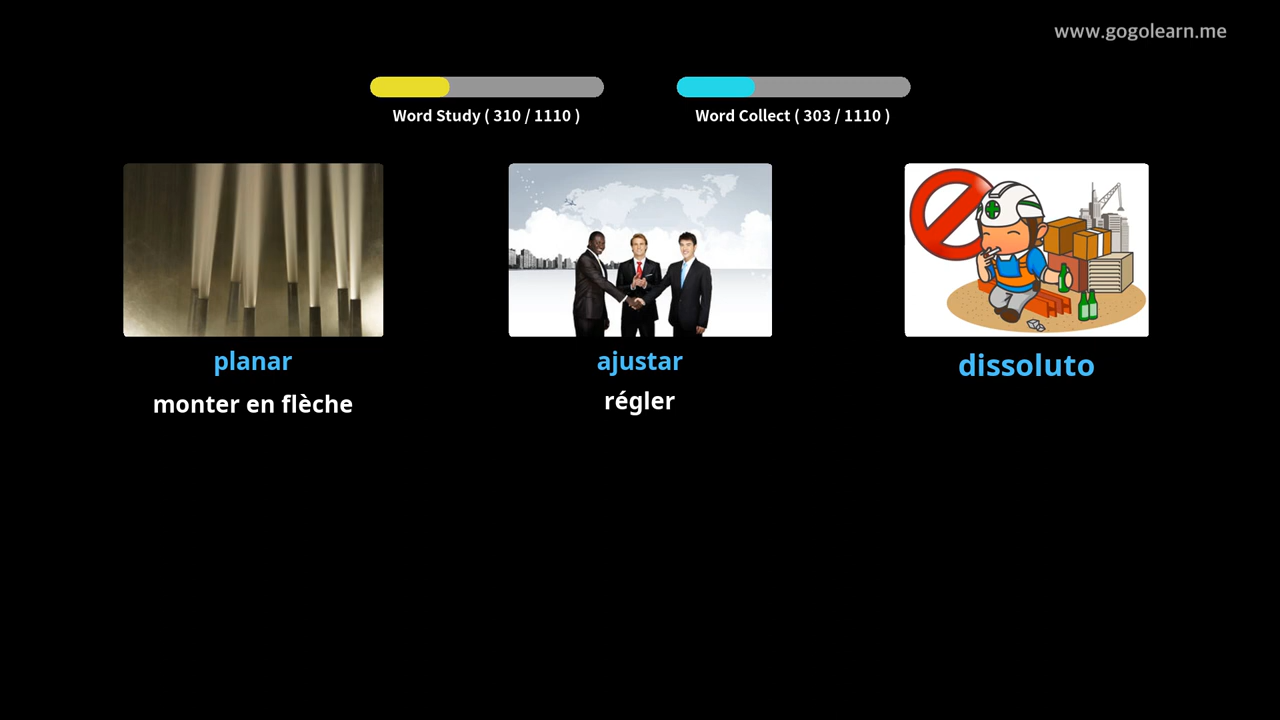 www.gogolearn.me
Word Study ( 310 / 1110 )
Word Collect ( 303 / 1110 )
planar
ajustar
dissoluto
monter en flèche
régler